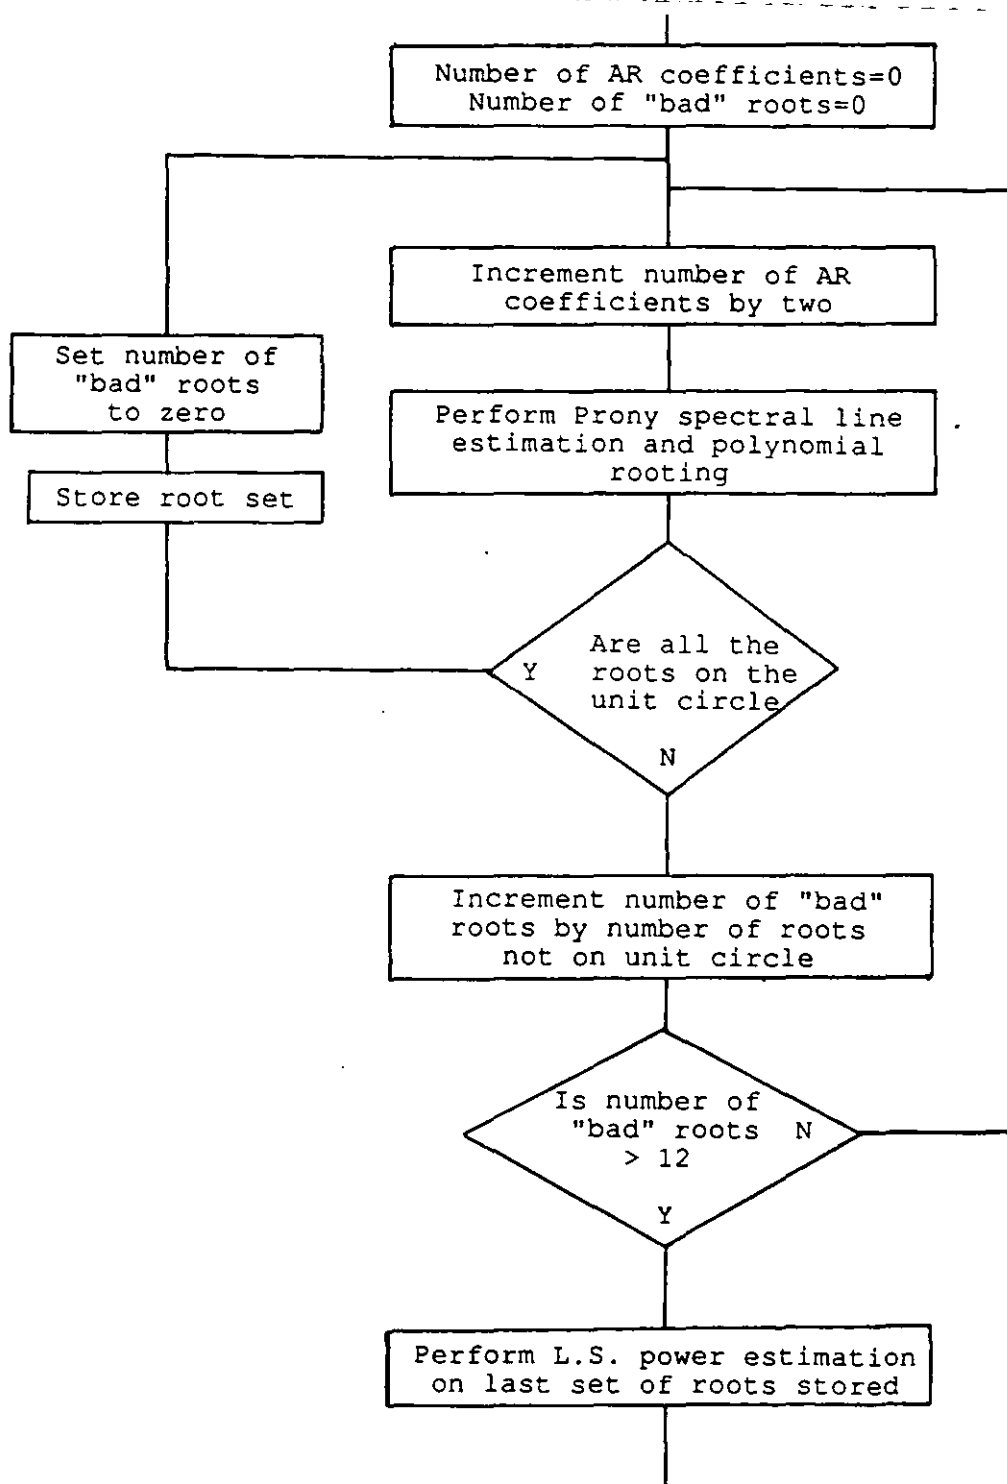 Number of AR coefficients=0
Number of "bad" roots=0
Increment number of AR
coefficients by two
Set number of
"bad" roots
to zero
Perform Prony spectral line
estimation and polynomial
rooting
Store root set
Are all the
Y roots on the
unit circle
N
Increment number of "bad"
roots by number of roots
not on unit circle
Is number of
"bad" roots N
> 12
Y
Perform L.S. power estimation
on last set of roots stored